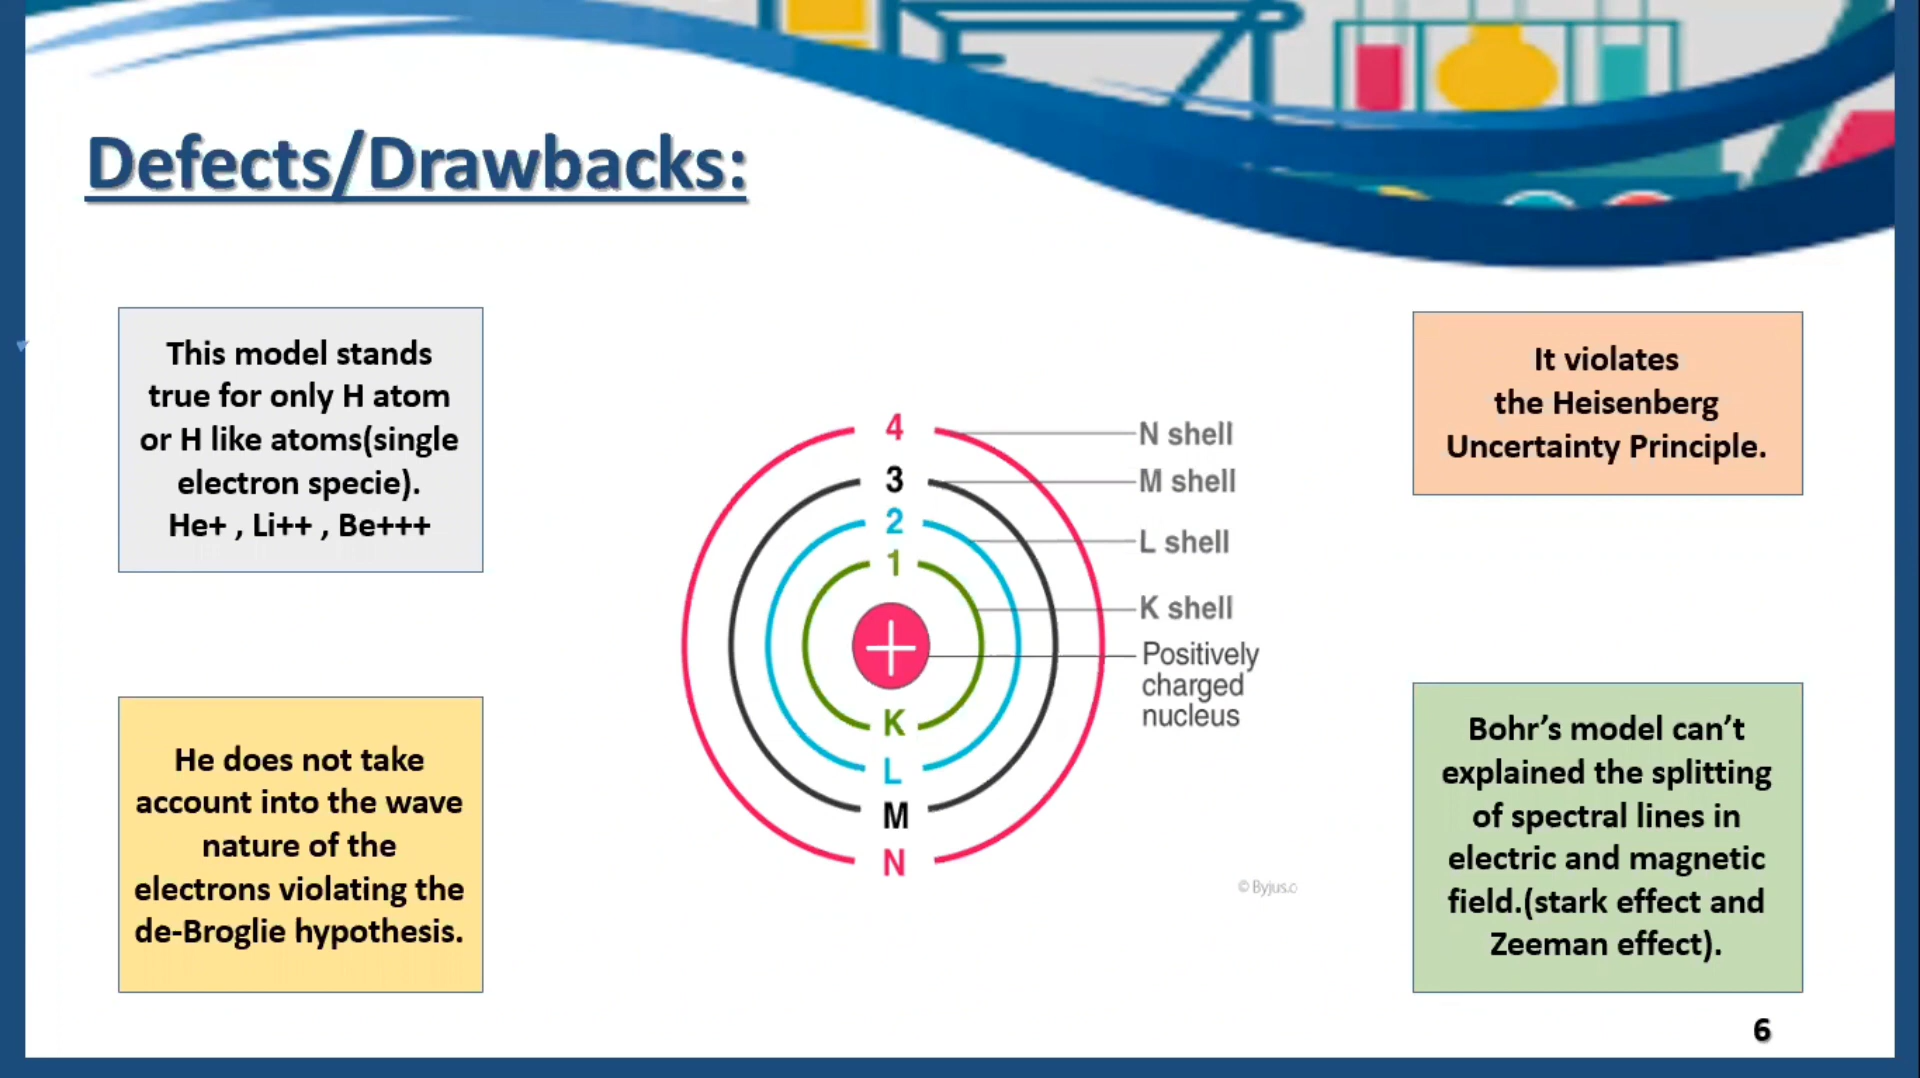 Defects/Drawbacks:
This model stands
true for only H atom
or H like atoms(single
electron specie).
He+ , Li++ , Be+++
He does not take
account into the wave
nature of the
electrons violating the
de-Broglie hypothesis.
4
3
2
1
K
L
M
N
N shell
M shell
L shell
K shell
Positively
charged
nucleus
© Byjus.c
It violates
the Heisenberg
Uncertainty Principle.
Bohr’s model can’t
explained the splitting
of spectral lines in
electric and magnetic
field.(stark effect and
Zeeman effect).
6